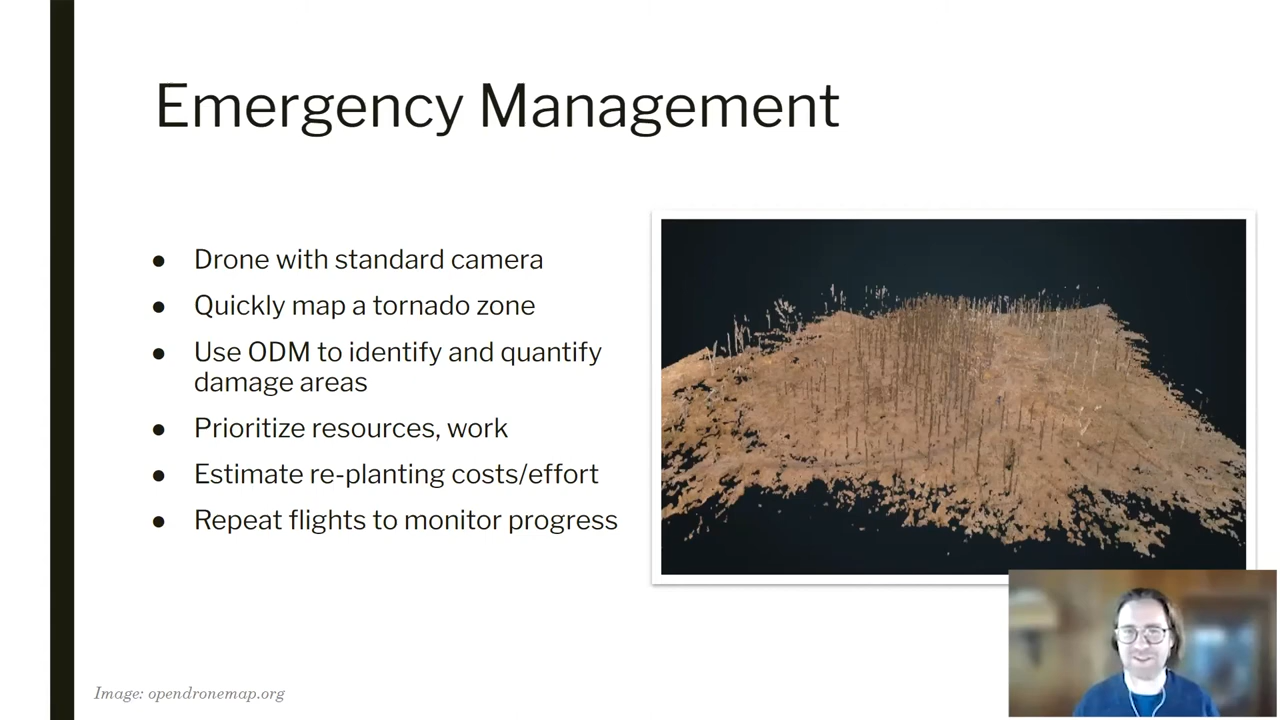 Emergency Management
● Drone with standard camera
● Quickly map a tornado zone
● Use ODM to identify and quantify
damage areas
● Prioritize resources, work
● Estimate re-planting costs/effort
● Repeat flights to monitor progress
Image: opendronemap.org